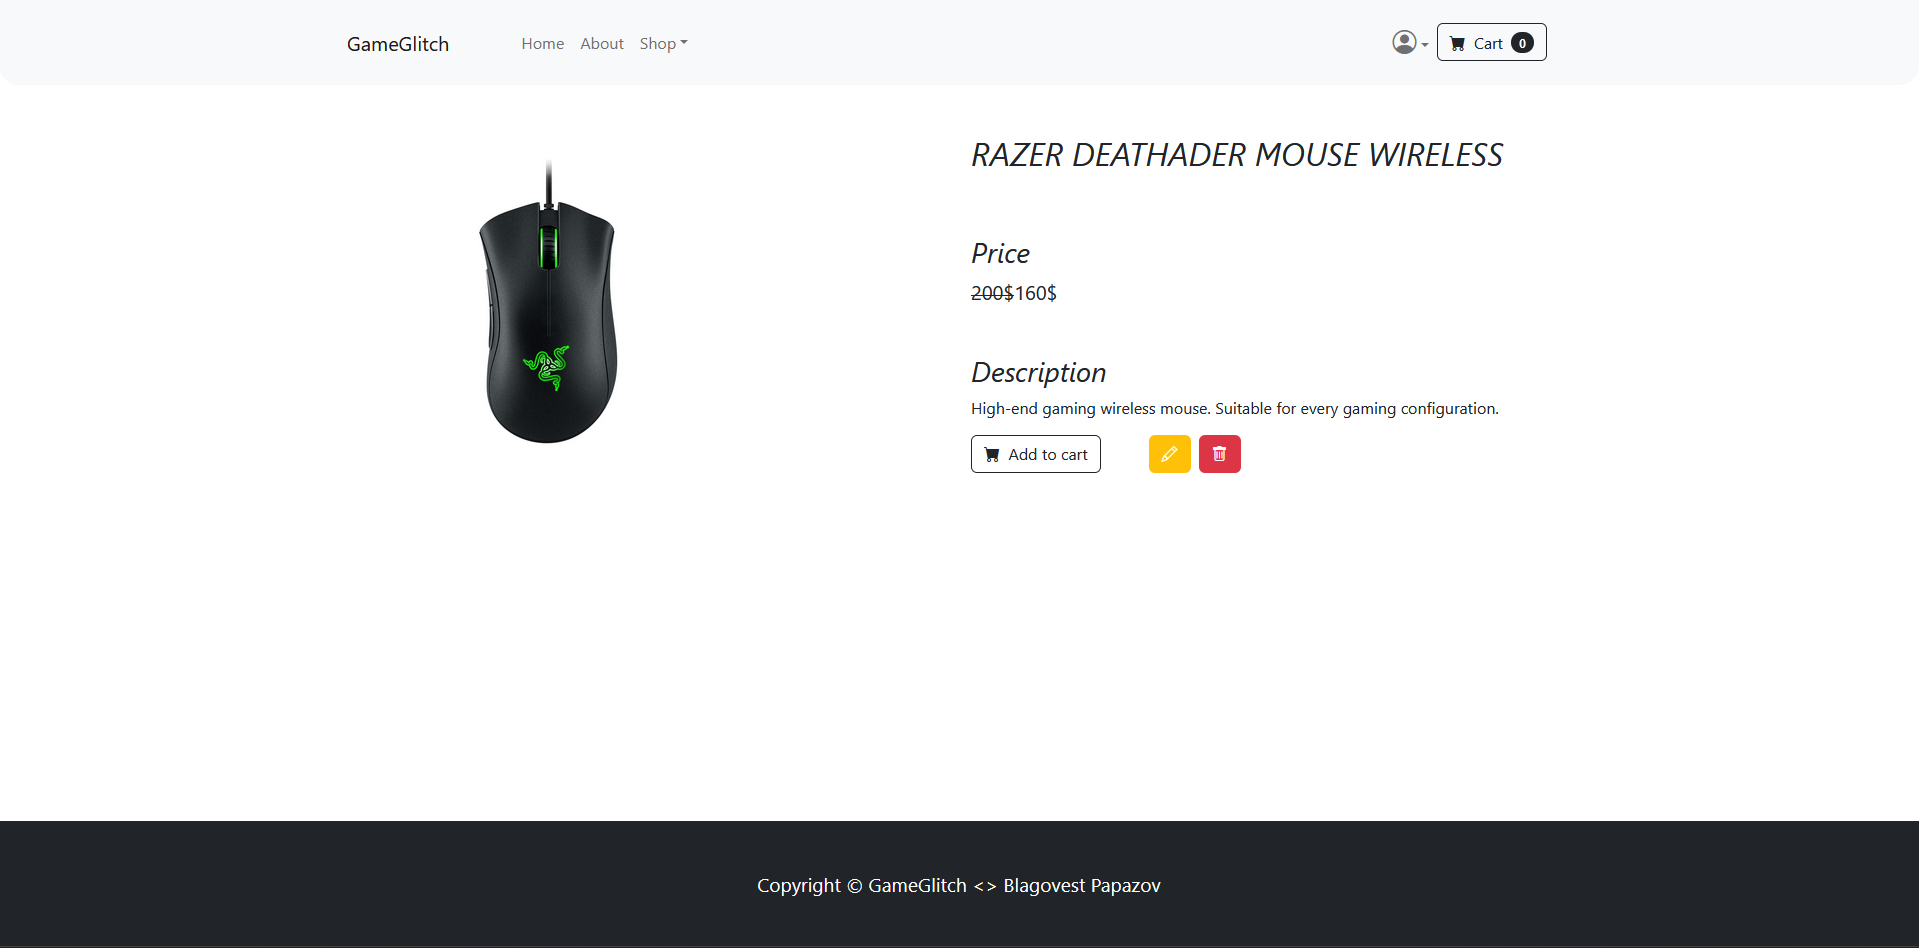 GameGlitch
Home
About
Shop
Cart 0
RAZER DEATHADER MOUSE WIRELESS
Price
200$160$
Description
High-end gaming wireless mouse. Suitable for every gaming configuration.
Add to cart
Copyright © GameGlitch <> Blagovest Papazov